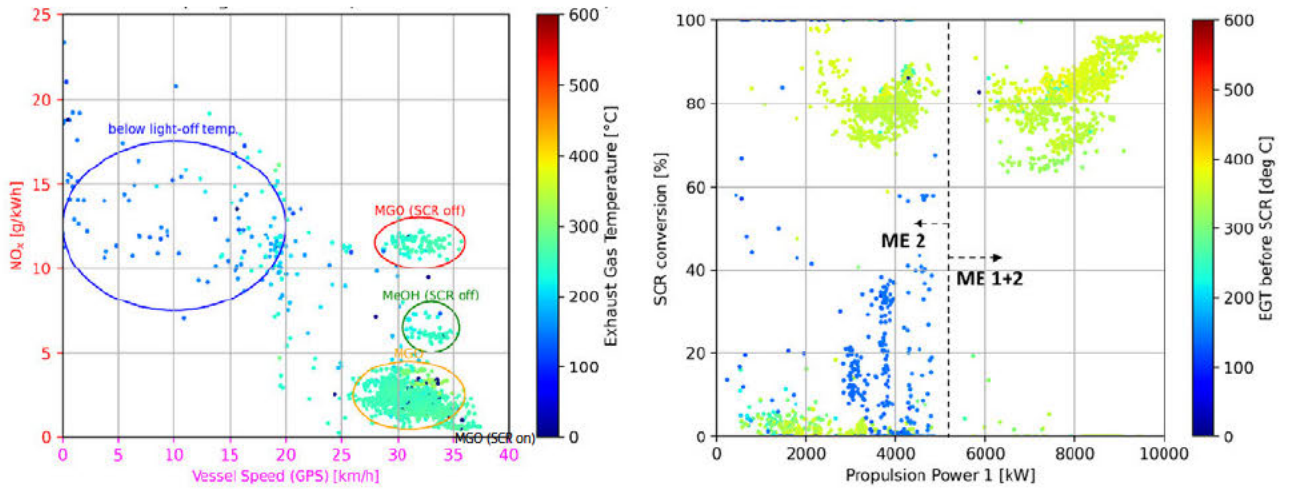 NOₓ [g/kWh]
25
20
15
10
5
0
below light-off temp.
MGO (SCR off)
MeOH (SCR off)
MGO
MGO (SCR on)
0 5 10 15 20 25 30 35 40
Vessel Speed (GPS) [km/h]
600
500
400
300
200
100
0
Exhaust Gas Temperature [°C]
SCR conversion [%]
100
80
60
40
20
0
ME 2
ME 1+2
0 2000 4000 6000 8000 10000
Propulsion Power 1 [kW]
600
500
400
300
200
100
0
EGT before SCR [deg C]